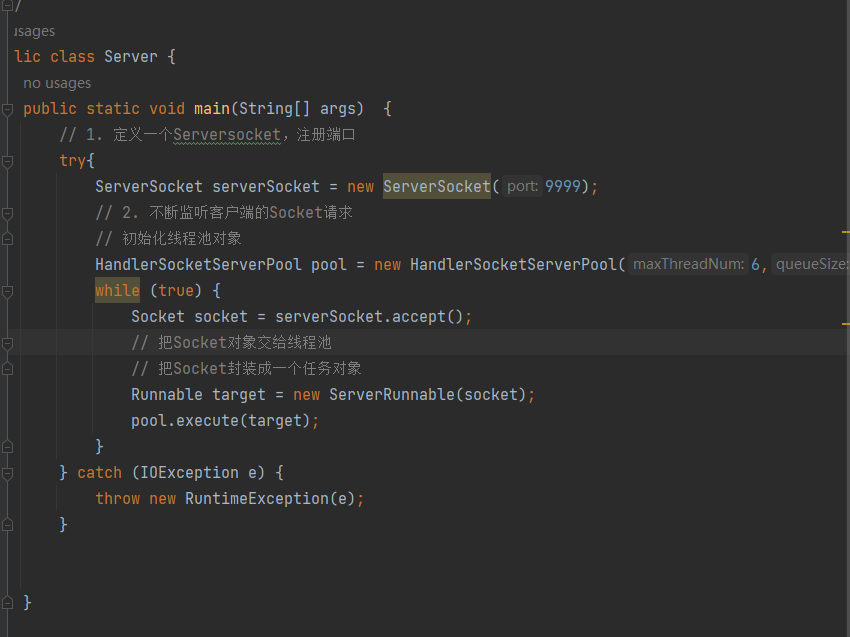 /
usages
lic class Server {
no usages
public static void main(String[] args)  {
// 1. 定义一个Serversocket，注册端口
try{
ServerSocket serverSocket = new ServerSocket( port: 9999);
// 2. 不断监听客户端的Socket请求
// 初始化线程池对象
HandlerSocketServerPool pool = new HandlerSocketServerPool( maxThreadNum: 6, queueSize:
while (true) {
Socket socket = serverSocket.accept();
// 把Socket对象交给线程池
// 把Socket封装成一个任务对象
Runnable target = new ServerRunnable(socket);
pool.execute(target);
}
} catch (IOException e) {
throw new RuntimeException(e);
}
}